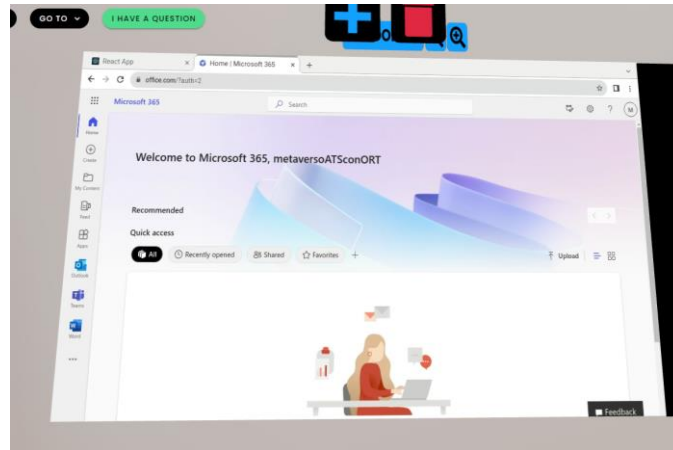 GO TO
I HAVE A QUESTION
React App
Home | Microsoft 365
office.com/?auth=2
Microsoft 365
Search
M
Home
Create
My Content
Feed
Apps
Outlook
Teams
Word
Welcome to Microsoft 365, metaversoATSconORT
Recommended
Quick access
All
Recently opened
Shared
Favorites
Upload
Feedback